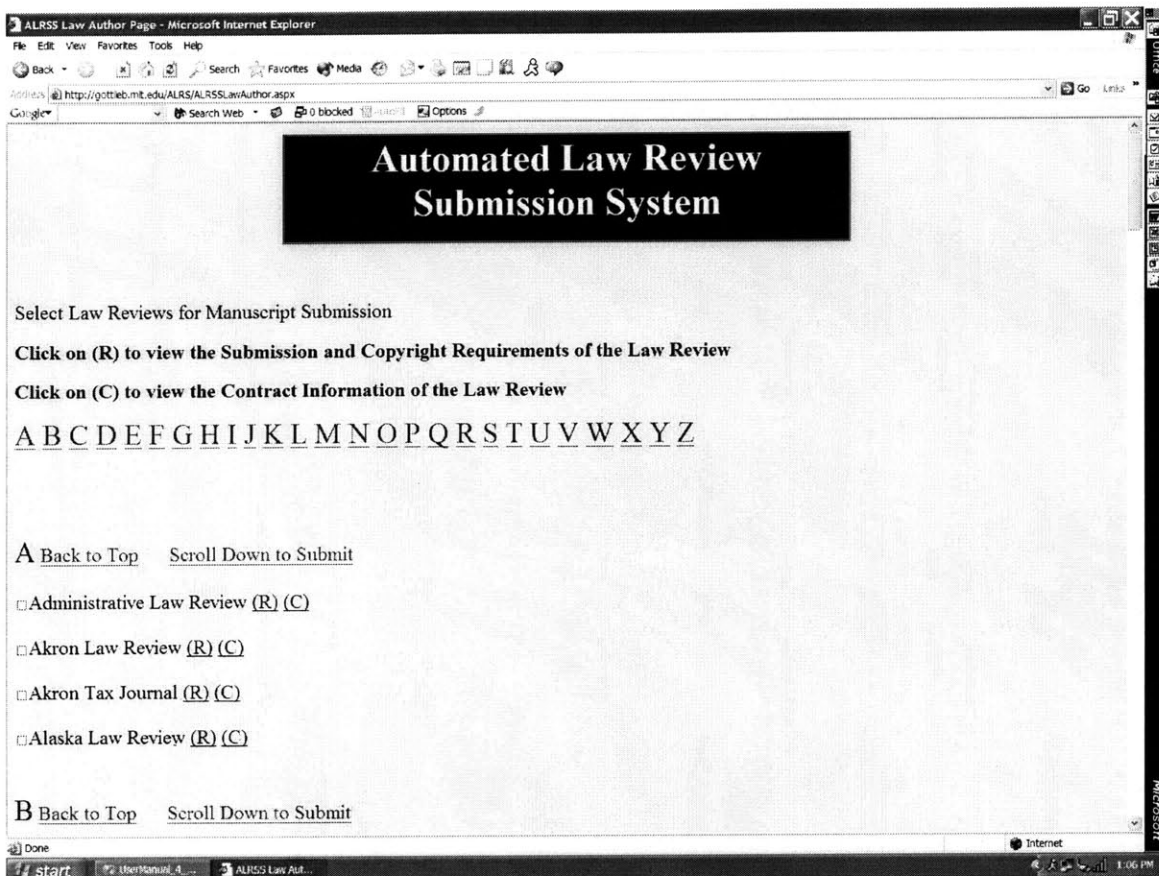 ALRSS Law Author Page - Microsoft Internet Explorer
File Edit View Favorites Tools Help
Back Search Favorites Media
Address http://gottlieb.mit.edu/ALRS/ALRSSLawAuthor.aspx Go Links »
Google Search Web 0 blocked Options
Office
Automated Law Review
Submission System
Select Law Reviews for Manuscript Submission
Click on (R) to view the Submission and Copyright Requirements of the Law Review
Click on (C) to view the Contract Information of the Law Review
A B C D E F G H I J K L M N O P Q R S T U V W X Y Z
A Back to Top Scroll Down to Submit
Administrative Law Review (R) (C)
Akron Law Review (R) (C)
Akron Tax Journal (R) (C)
Alaska Law Review (R) (C)
B Back to Top Scroll Down to Submit
Microsoft
Done Internet
start UserManual_4_... ALRSS Law Aut... 1:06 PM